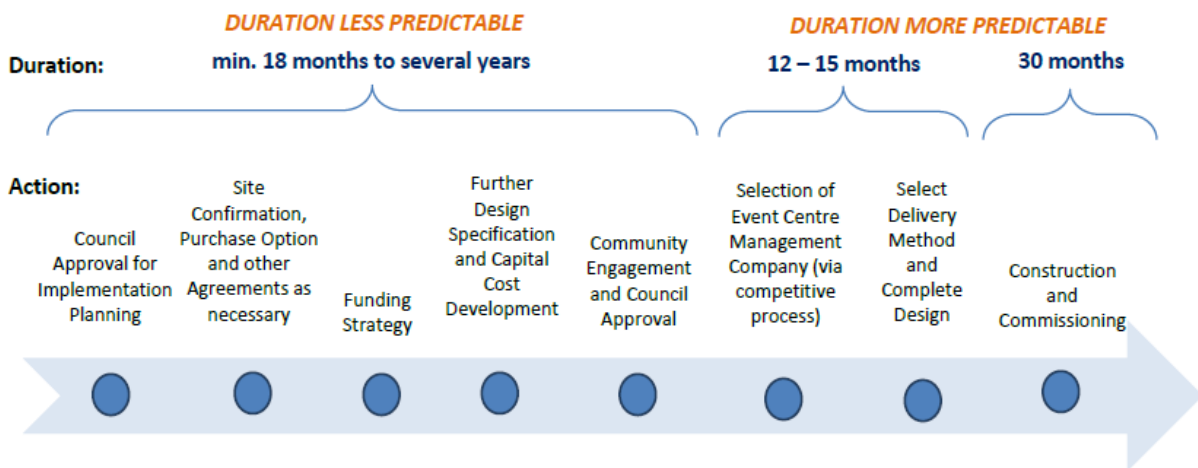 DURATION LESS PREDICTABLE
DURATION MORE PREDICTABLE
Duration:
min. 18 months to several years
12 – 15 months
30 months
Action:
Council
Approval for
Implementation
Planning
Site
Confirmation,
Purchase Option
and other
Agreements as
necessary
Funding
Strategy
Further
Design
Specification
and Capital
Cost
Development
Community
Engagement
and Council
Approval
Selection of
Event Centre
Management
Company (via
competitive
process)
Select
Delivery
Method
and
Complete
Design
Construction
and
Commissioning